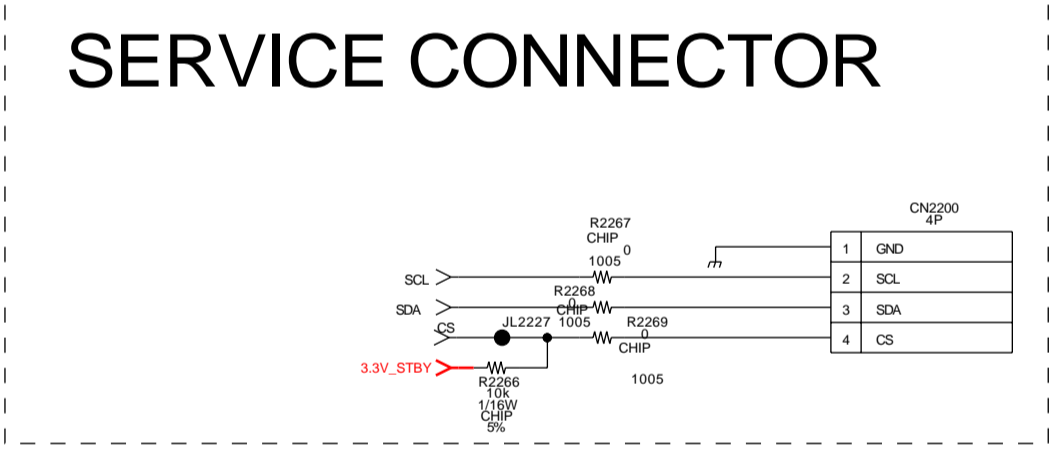 SERVICE CONNECTOR
CN2200
4P
R2267
CHIP
0
1005
1 GND
SCL
2 SCL
R2268
0
CHIP
1005
SDA
3 SDA
CS
JL2227
R2269
0
CHIP
1005
4 CS
3.3V_STBY
R2266
10k
1/16W
CHIP
5%